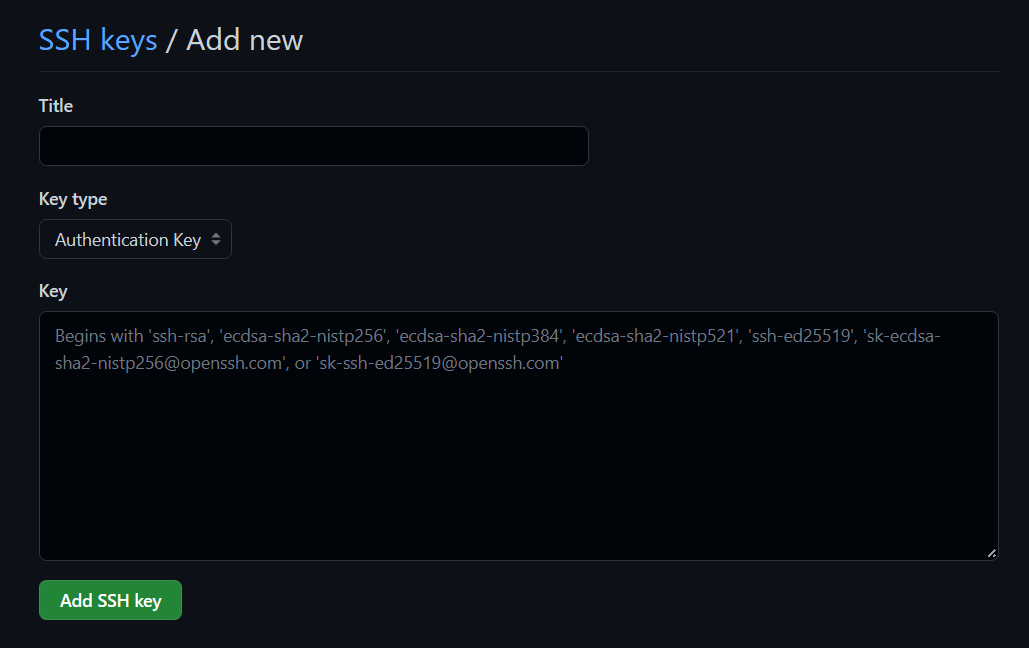 SSH keys / Add new
Title
Key type
Authentication Key
Key
Begins with 'ssh-rsa', 'ecdsa-sha2-nistp256', 'ecdsa-sha2-nistp384', 'ecdsa-sha2-nistp521', 'ssh-ed25519', 'sk-ecdsa-
sha2-nistp256@openssh.com', or 'sk-ssh-ed25519@openssh.com'
Add SSH key